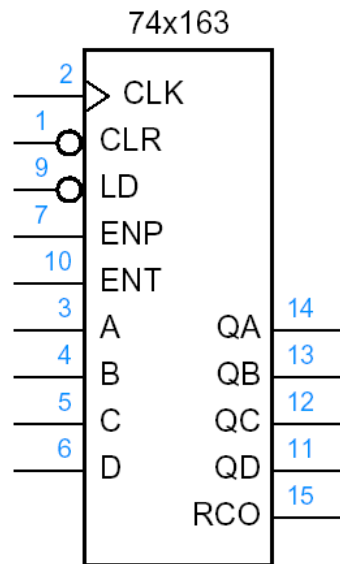 74x163
2 CLK
1 CLR
9 LD
7 ENP
10 ENT
3 A QA 14
4 B QB 13
5 C QC 12
6 D QD 11
RCO 15